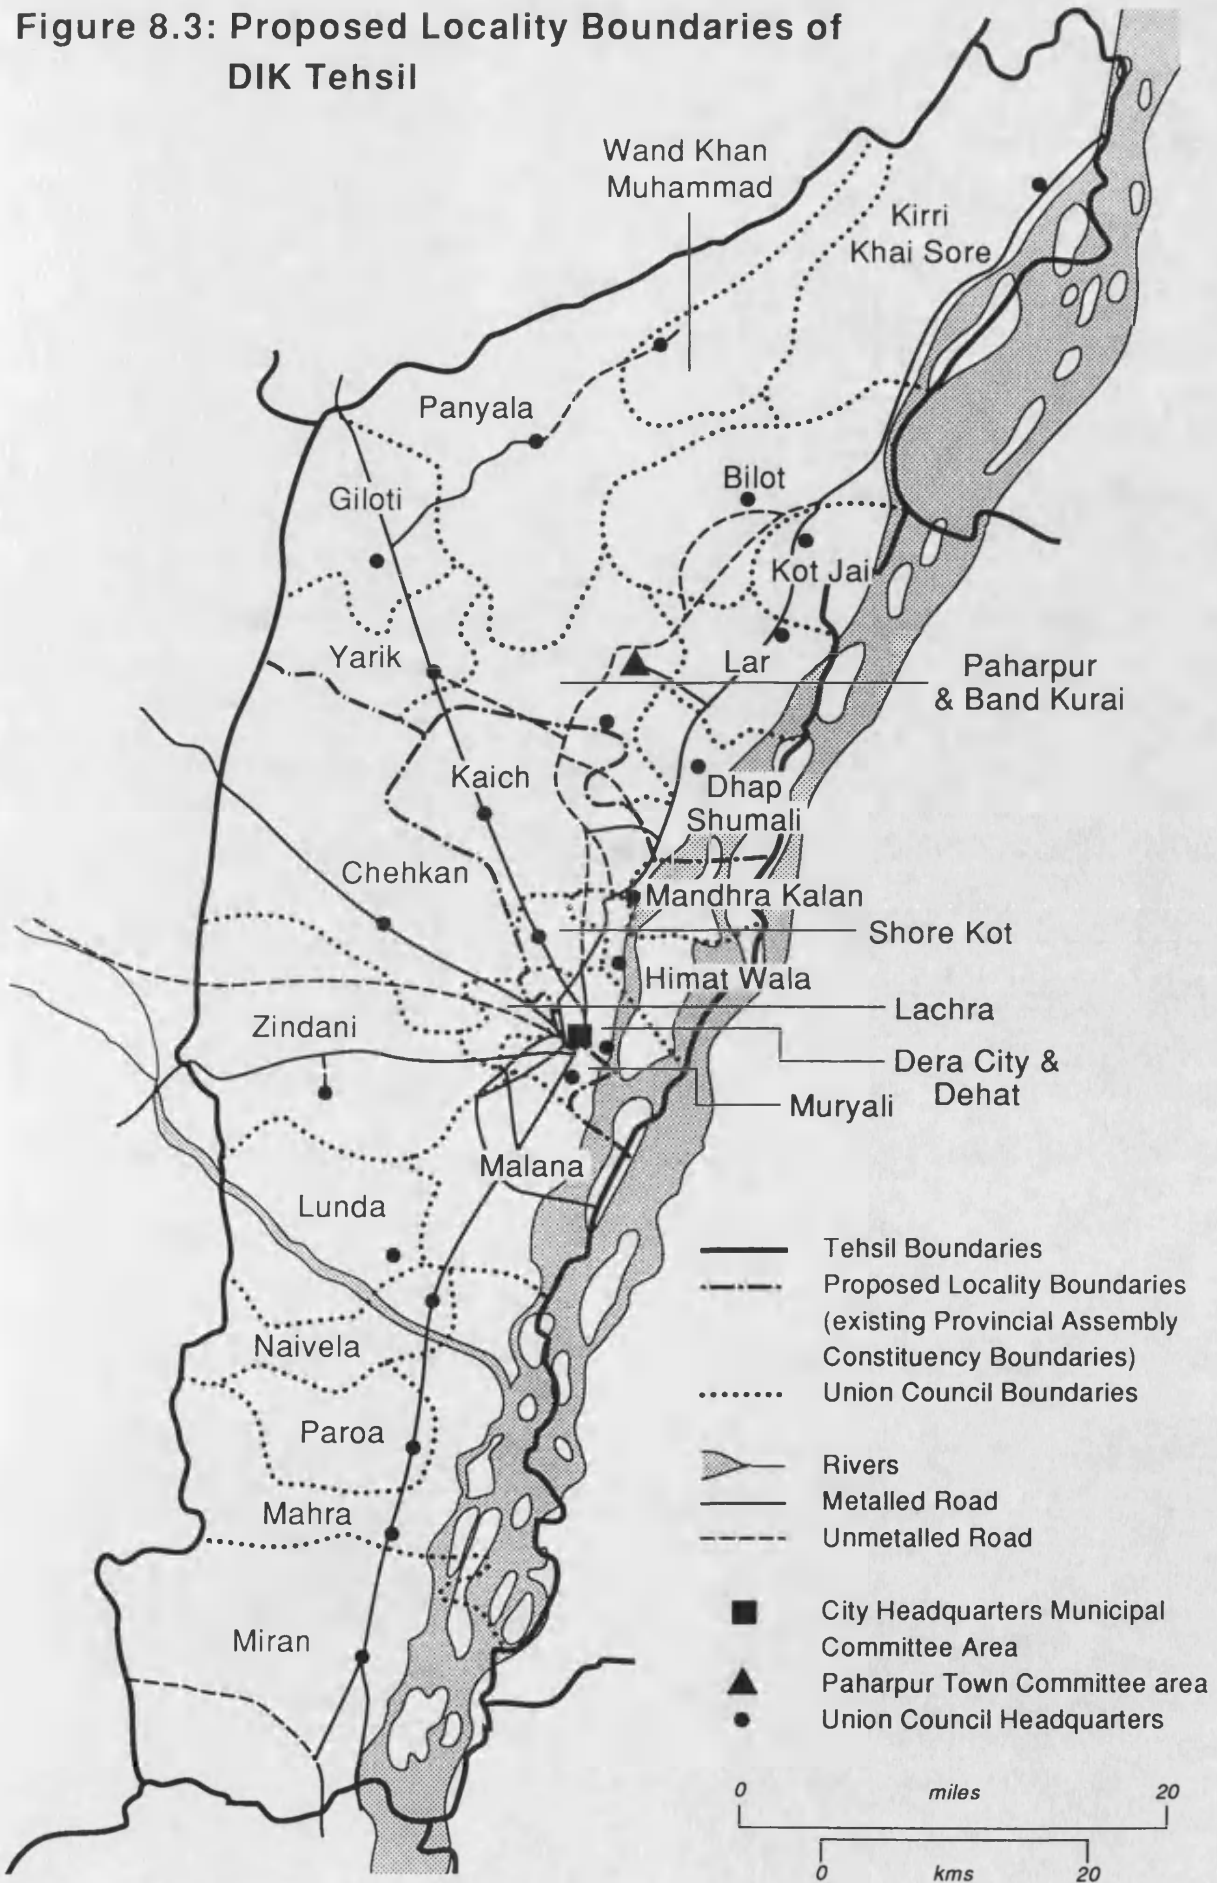 Figure 8.3: Proposed Locality Boundaries of
DIK Tehsil
Wand Khan
Muhammad
Kirri
Khai Sore
Panyala
Giloti
Bilot
Kot Jai
Yarik
Lar
Paharpur
& Band Kurai
Kaich
Dhap
Shumali
Chehkan
Mandhra Kalan
Shore Kot
Himat Wala
Lachra
Zindani
Dera City &
Dehat
Muryali
Malana
Lunda
Naivela
Paroa
Mahra
Miran
Tehsil Boundaries
Proposed Locality Boundaries
(existing Provincial Assembly
Constituency Boundaries)
Union Council Boundaries
Rivers
Metalled Road
Unmetalled Road
City Headquarters Municipal
Committee Area
Paharpur Town Committee area
Union Council Headquarters
0 miles 20
0 kms 20